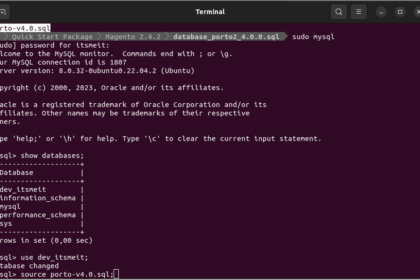 Terminal
rto-v4.0.sql
Quick Start Package Magento 2.4.2 database_porto2_4.0.0.sql sudo mysql
udo] password for itsmeit:
lcome to the MySQL monitor. Commands end with ; or \g.
ur MySQL connection id is 1807
rver version: 8.0.32-0ubuntu0.22.04.2 (Ubuntu)
pyright (c) 2000, 2023, Oracle and/or its affiliates.
acle is a registered trademark of Oracle Corporation and/or its
filiates. Other names may be trademarks of their respective
ners.
pe 'help;' or '\h' for help. Type '\c' to clear the current input statement.
sql> show databases;
-------------------+
Database |
-------------------+
dev_itsmeit |
information_schema |
mysql |
performance_schema |
sys |
-------------------+
rows in set (0,00 sec)
sql> use dev_itsmeit;
tabase changed
sql> source porto-v4.0.sql;